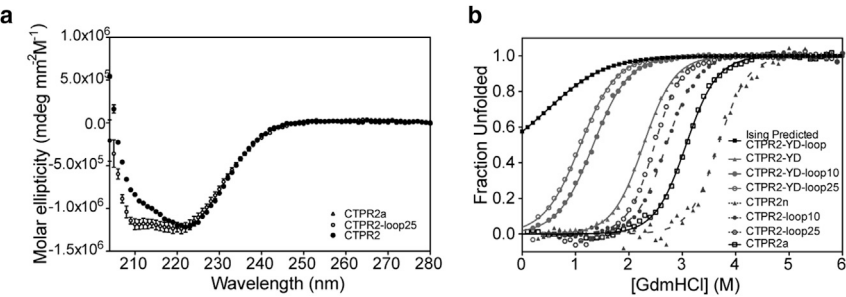 a
b
Molar ellipticity (mdeg mm⁻²M⁻¹)
1.0x10⁶
5.0x10⁵
0.0
-5.0x10⁵
-1.0x10⁶
-1.5x10⁶
CTPR2a
CTPR2-loop25
CTPR2
210 220 230 240 250 260 270 280
Wavelength (nm)
Fraction Unfolded
1.0
0.8
0.6
0.4
0.2
0.0
Ising Predicted
CTPR2-YD-loop
CTPR2-YD
CTPR2-YD-loop10
CTPR2-YD-loop25
CTPR2n
CTPR2-loop10
CTPR2-loop25
CTPR2a
0 1 2 3 4 5 6
[GdmHCl] (M)